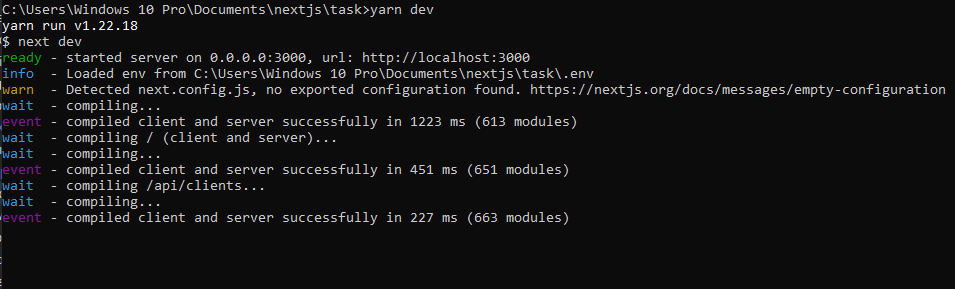 C:\Users\Windows 10 Pro\Documents\nextjs\task>yarn dev
yarn run v1.22.18
$ next dev
ready - started server on 0.0.0.0:3000, url: http://localhost:3000
info  - Loaded env from C:\Users\Windows 10 Pro\Documents\nextjs\task\.env
warn  - Detected next.config.js, no exported configuration found. https://nextjs.org/docs/messages/empty-configuration
wait  - compiling...
event - compiled client and server successfully in 1223 ms (613 modules)
wait  - compiling / (client and server)...
wait  - compiling...
event - compiled client and server successfully in 451 ms (651 modules)
wait  - compiling /api/clients...
wait  - compiling...
event - compiled client and server successfully in 227 ms (663 modules)